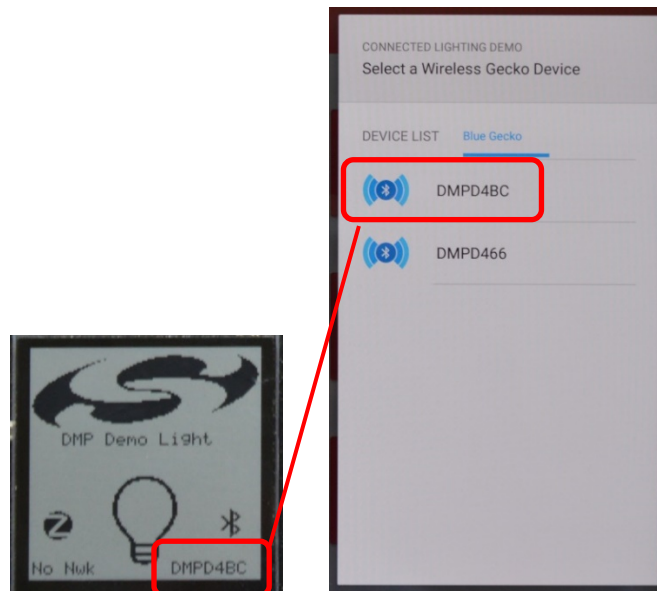 CONNECTED LIGHTING DEMO
Select a Wireless Gecko Device
DEVICE LIST Blue Gecko
DMPD4BC
DMPD466
DMP Demo Light
No Nwk DMPD4BC